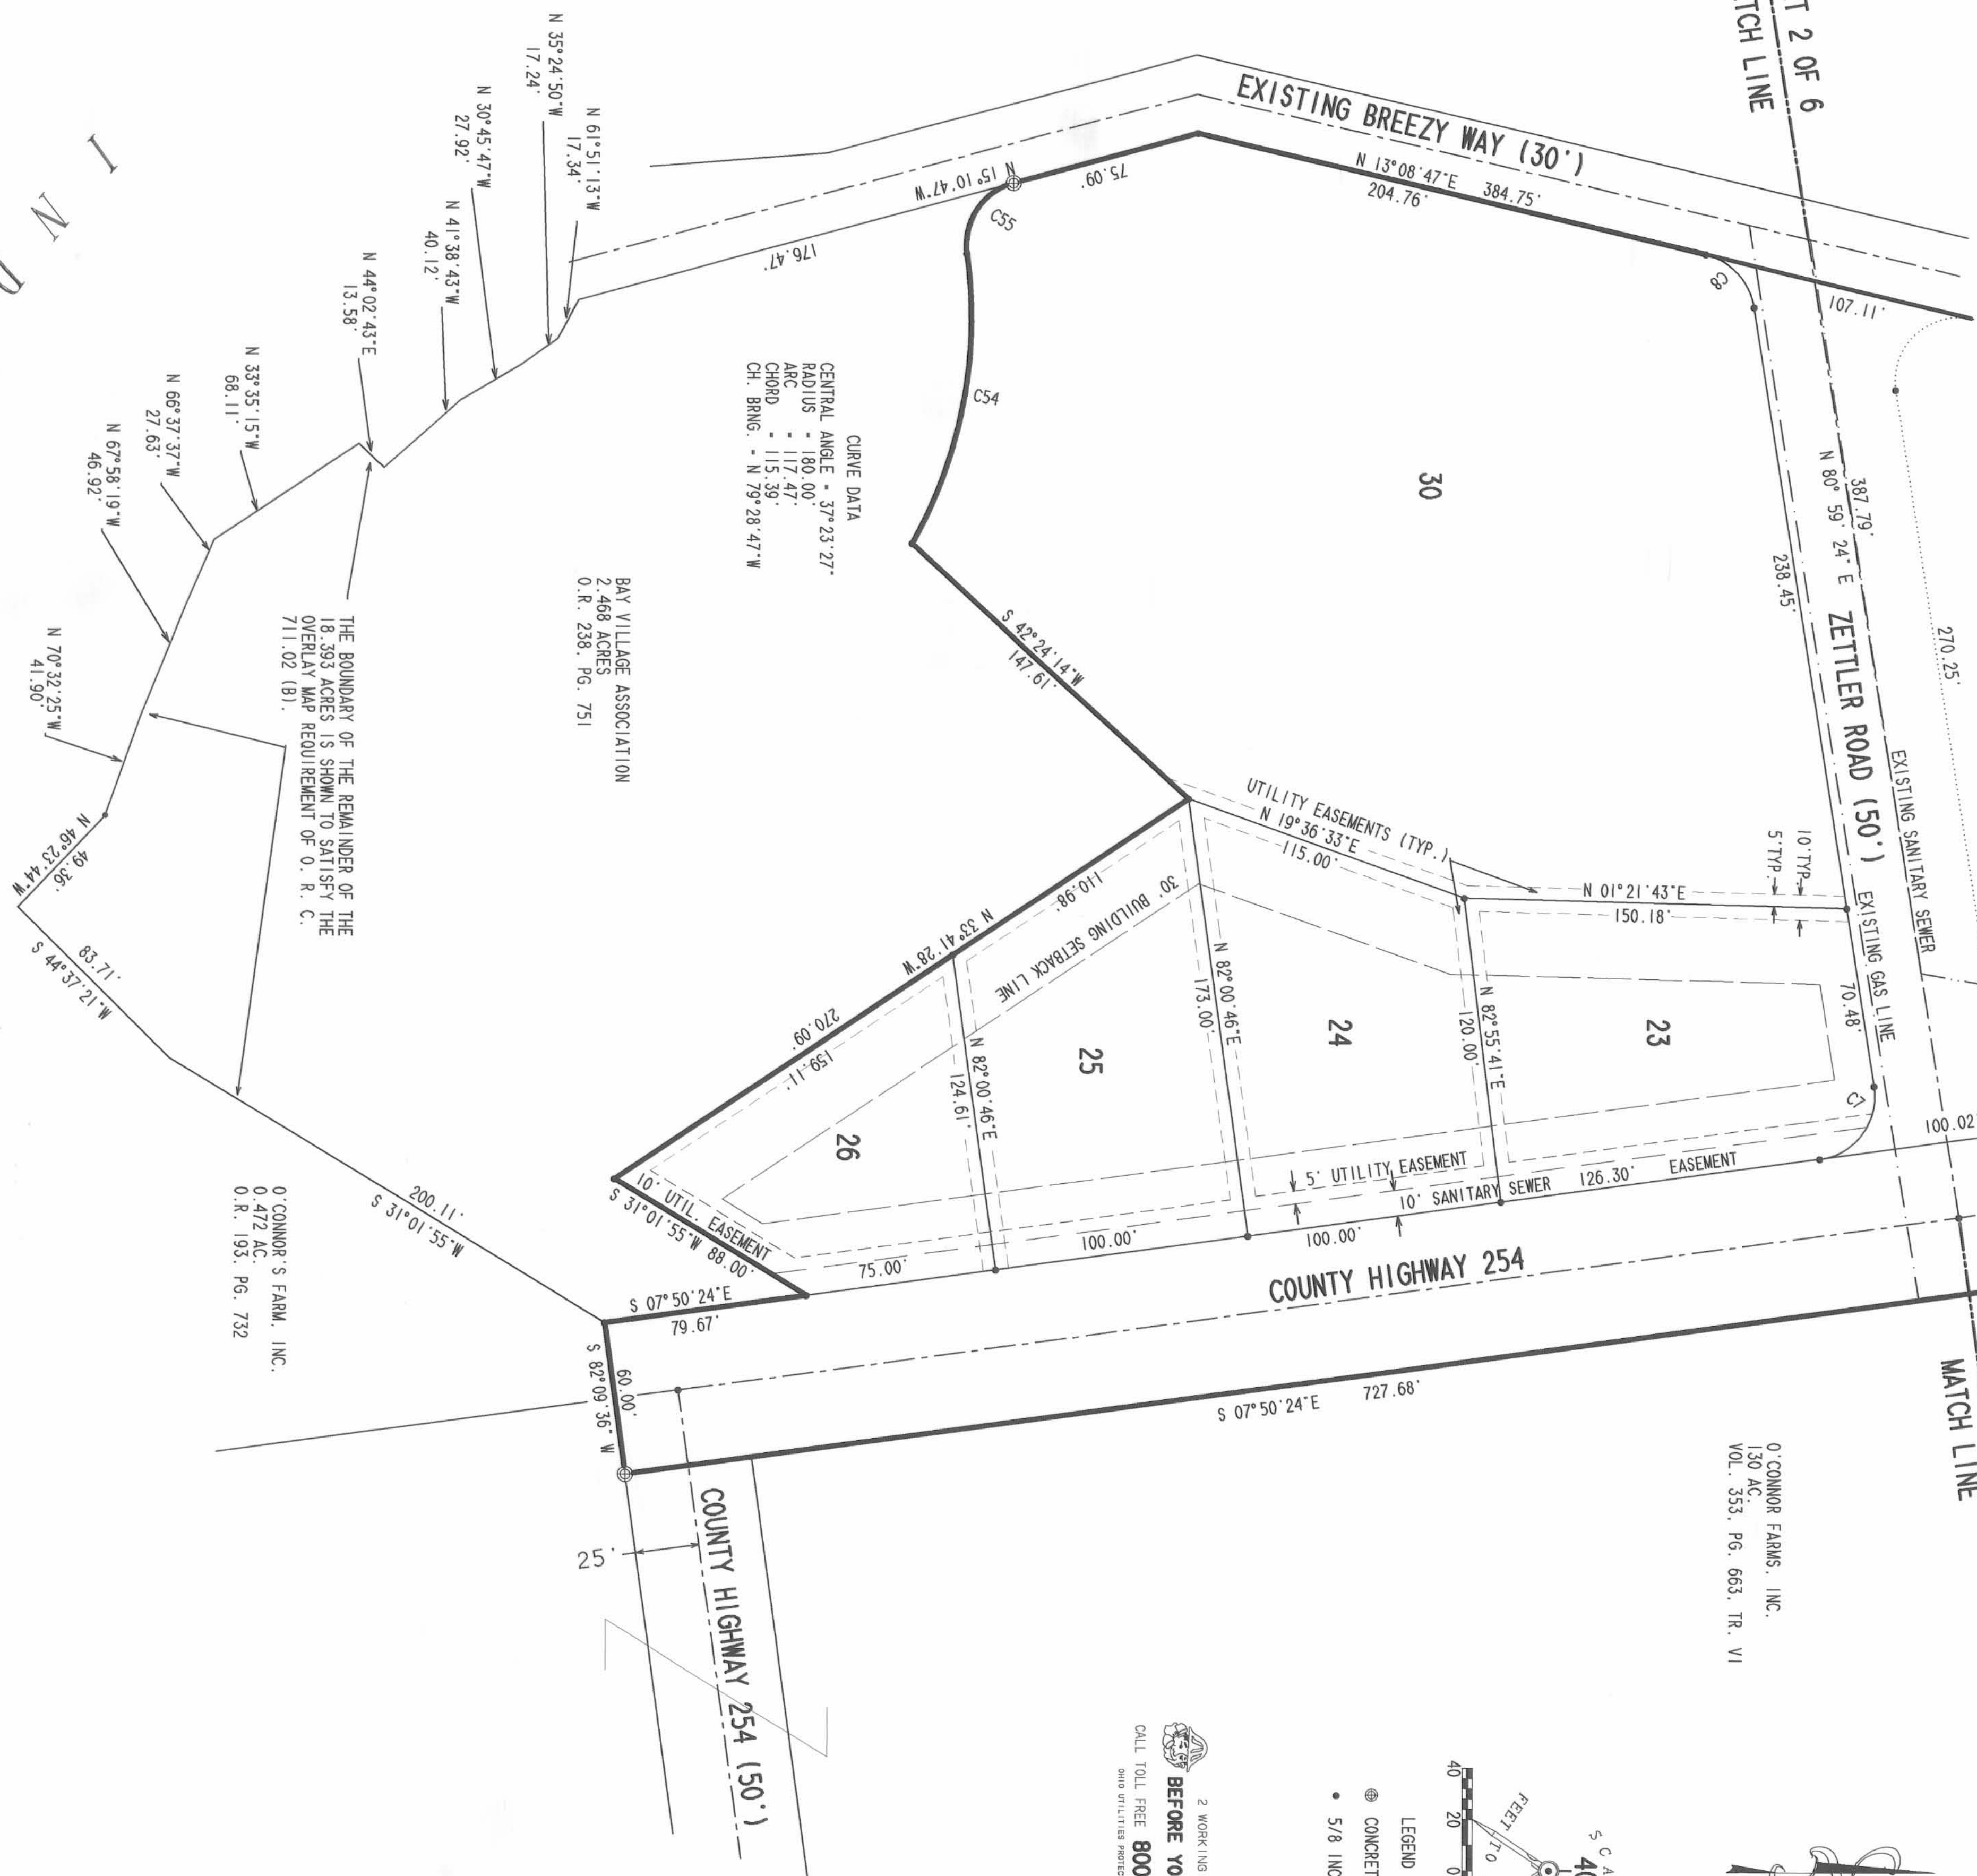 T 2 OF 6
TCH LINE
EXISTING BREEZY WAY (30')
N 13°08'47"E 384.75'
204.76'
107.11'
C8
75.09'
N 15°10'47"W
176.47'
C55
C54
N 61°51'13"W
17.34'
N 35°24'50"W
17.24'
N 30°45'47"W
27.92'
N 41°38'43"W
40.12'
N 44°02'43"E
13.58'
N 33°35'15"W
68.11'
N 66°37'37"W
27.63'
N 67°58'19"W
46.92'
N 70°32'25"W
41.90'
N 46°23'44"W
49.36'
83.71'
S 44°37'21"W
200.11'
S 31°01'55"W
CURVE DATA
CENTRAL ANGLE = 37°23'27"
RADIUS = 180.00'
ARC = 117.47'
CHORD = 115.39'
CH. BRNG. = N 79°28'47"W
BAY VILLAGE ASSOCIATION
2.468 ACRES
O.R. 238, PG. 751
THE BOUNDARY OF THE REMAINDER OF THE
18.393 ACRES IS SHOWN TO SATISFY THE
OVERLAY MAP REQUIREMENT OF O. R. C.
711.02 (B).
30
S 42°24'14"W
147.61'
270.25'
387.79'
N 80° 59' 24" E
ZETTLER ROAD (50')
238.45'
EXISTING SANITARY SEWER
EXISTING GAS LINE
70.48'
C7
100.02
10' TYP.
5' TYP.
N 01°21'43"E
150.18'
UTILITY EASEMENTS (TYP.)
N 19°36'33"E
115.00'
23
N 82°55'41"E
120.00'
24
N 82°00'46"E
173.00'
25
N 82°00'46"E
124.61'
26
30' BUILDING SETBACK LINE
110.98'
N 33°41'28"W
270.09'
159.11'
5' UTILITY EASEMENT
10' SANITARY SEWER EASEMENT
126.30'
100.00'
100.00'
75.00'
10' UTIL. EASEMENT
S 31°01'55"W 88.00'
S 07°50'24"E
79.67'
60.00'
S 82°09'36" W
COUNTY HIGHWAY 254
S 07°50'24"E 727.68'
MATCH LINE
COUNTY HIGHWAY 254 (50')
25'
O'CONNOR'S FARM, INC.
0.472 AC.
O.R. 193, PG. 732
O'CONNOR FARMS, INC.
130 AC.
VOL. 353, PG. 663, TR. VI
40 20 0
FEET TO
S C A
40
LEGEND
CONCRET
5/8 INC
2 WORKING
BEFORE YO
CALL TOLL FREE 800
OHIO UTILITIES PROTEC
U N I